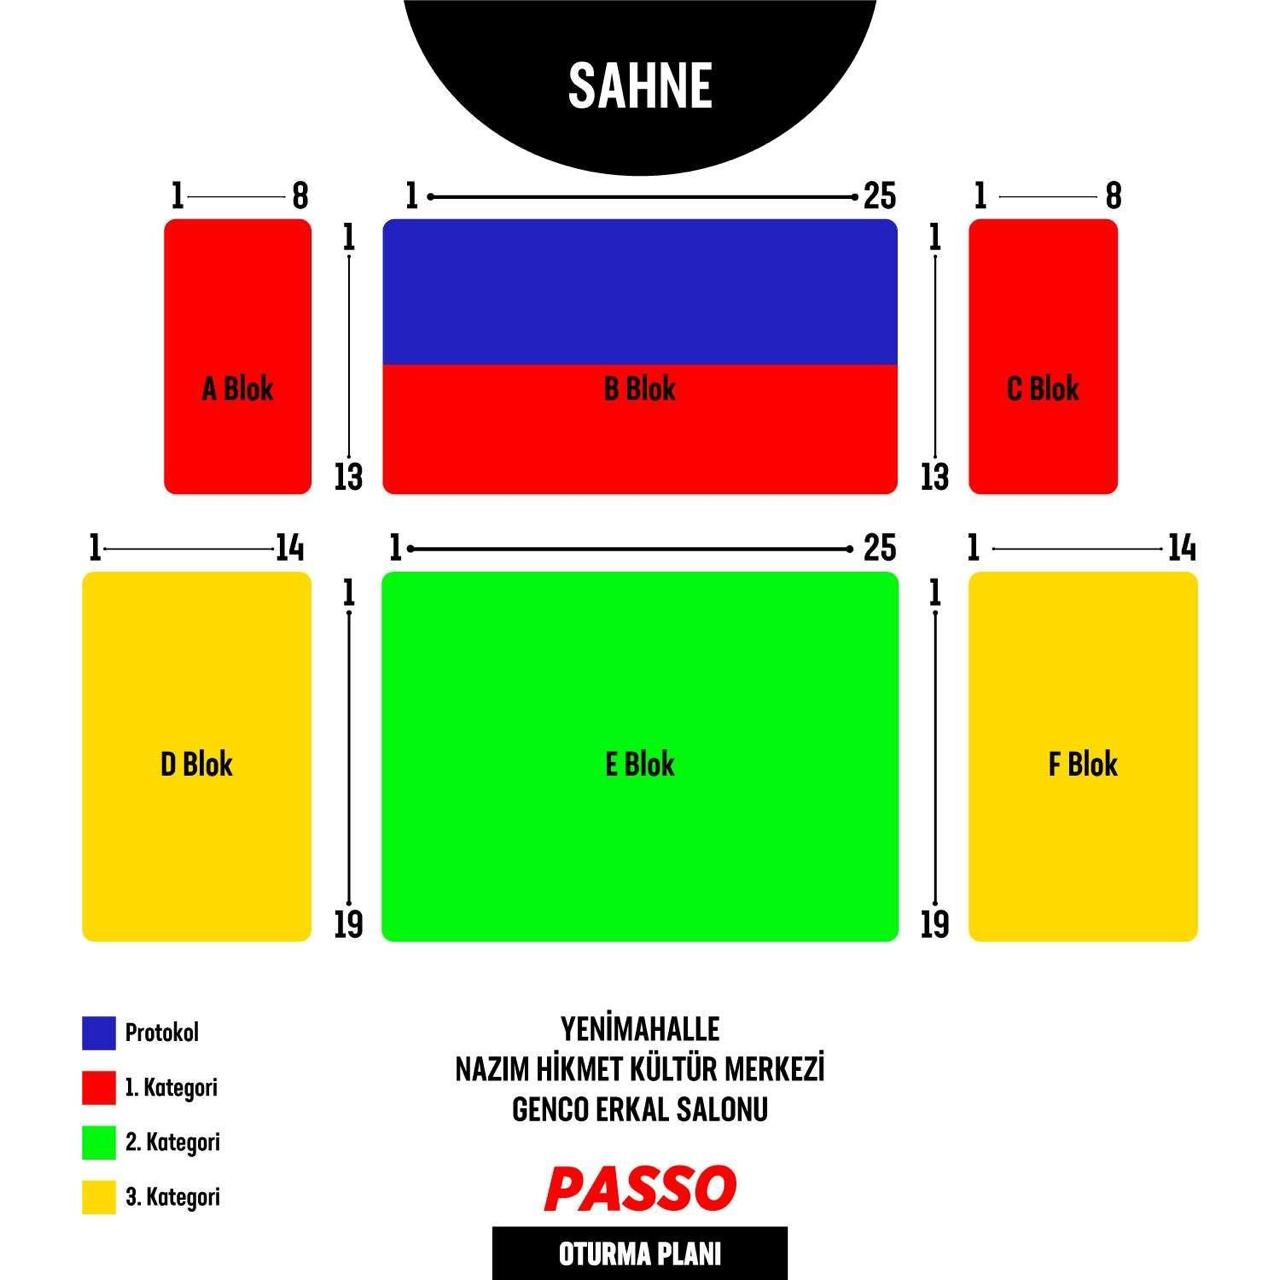 SAHNE
1 8 1 25 1 8
1 1
A Blok B Blok C Blok
13 13
1 14 1 25 1 14
1 1
D Blok E Blok F Blok
19 19
Protokol
1. Kategori
2. Kategori
3. Kategori
YENİMAHALLE
NAZIM HİKMET KÜLTÜR MERKEZİ
GENCO ERKAL SALONU
PASSO
OTURMA PLANI